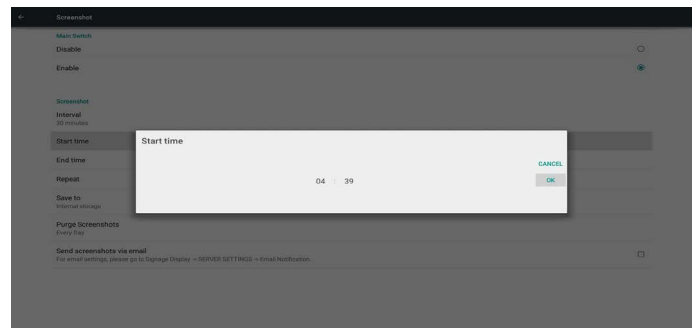 Screenshot
Main Switch
Disable
Enable
Screenshot
Interval
30 minutes
Start time
Start time
End time
CANCEL
Repeat
04 : 39
OK
Save to
Internal storage
Purge Screenshots
Every day
Send screenshots via email
For email settings, please go to Signage Display -> SERVER SETTINGS -> Email Notification.